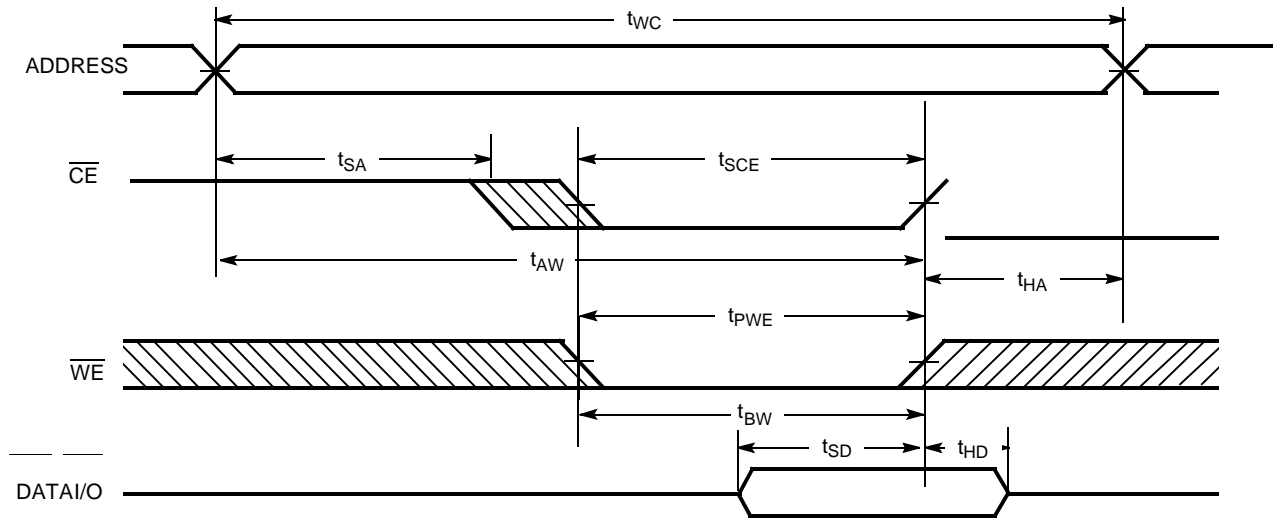 tWC
ADDRESS
tSA
tSCE
CE
tAW
tHA
tPWE
WE
tBW
tSD
tHD
DATAI/O